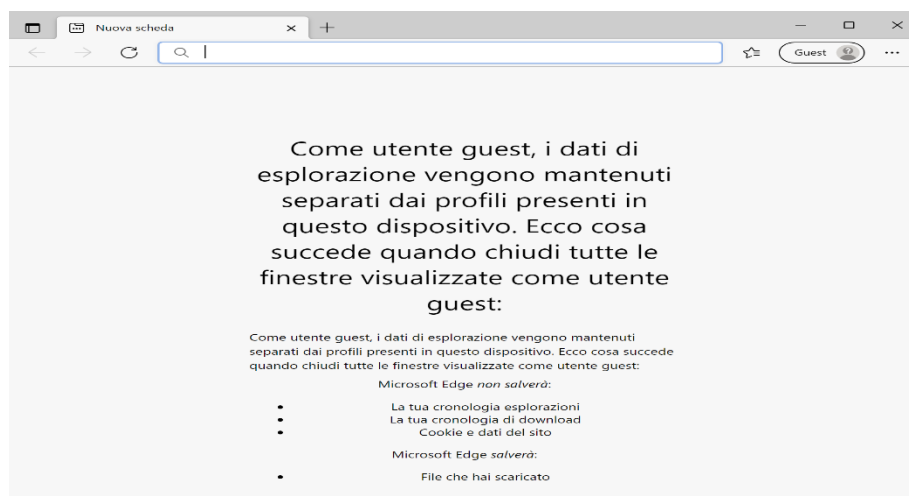 Nuova scheda
Guest
Come utente guest, i dati di
esplorazione vengono mantenuti
separati dai profili presenti in
questo dispositivo. Ecco cosa
succede quando chiudi tutte le
finestre visualizzate come utente
guest:
Come utente guest, i dati di esplorazione vengono mantenuti
separati dai profili presenti in questo dispositivo. Ecco cosa succede
quando chiudi tutte le finestre visualizzate come utente guest:
Microsoft Edge non salverà:
• La tua cronologia esplorazioni
• La tua cronologia di download
• Cookie e dati del sito
Microsoft Edge salverà:
• File che hai scaricato